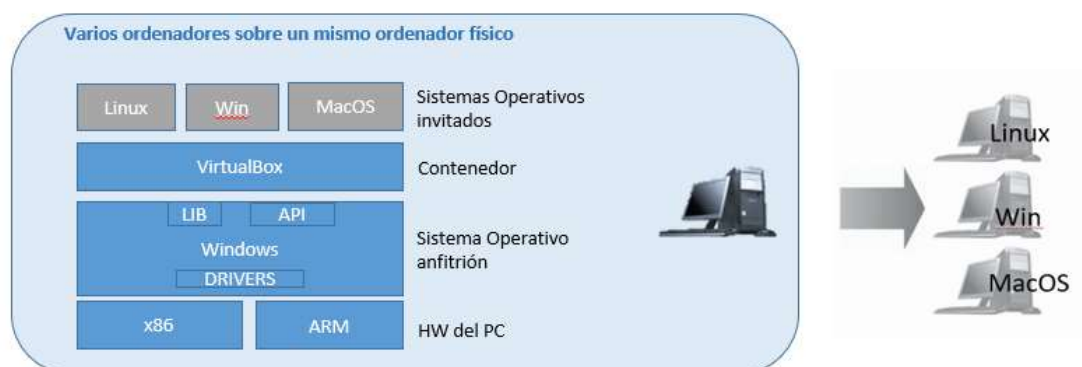 Varios ordenadores sobre un mismo ordenador físico
Linux
Win
MacOS
Sistemas Operativos
invitados
VirtualBox
Contenedor
LIB
API
Windows
DRIVERS
Sistema Operativo
anfitrión
x86
ARM
HW del PC
Linux
Win
MacOS